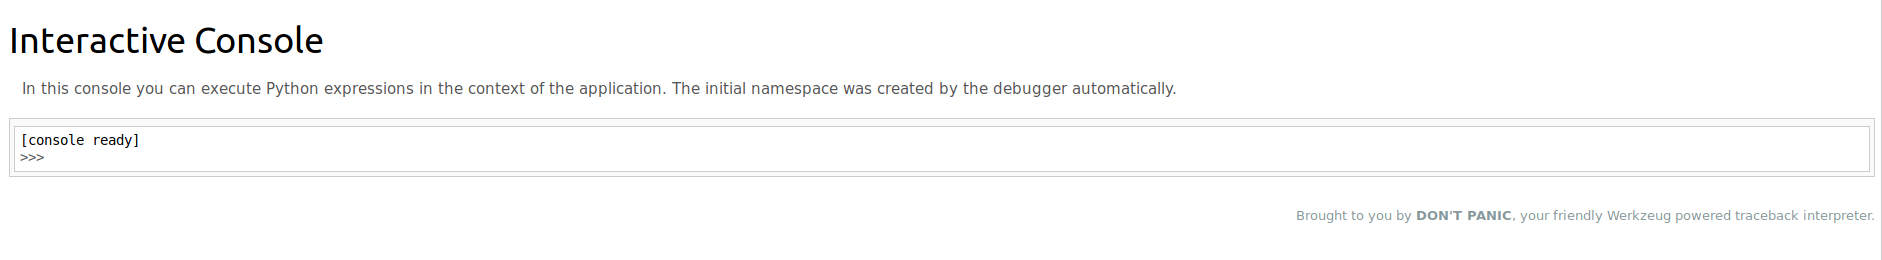 Interactive Console
In this console you can execute Python expressions in the context of the application. The initial namespace was created by the debugger automatically.
[console ready]
>>>
Brought to you by DON'T PANIC, your friendly Werkzeug powered traceback interpreter.